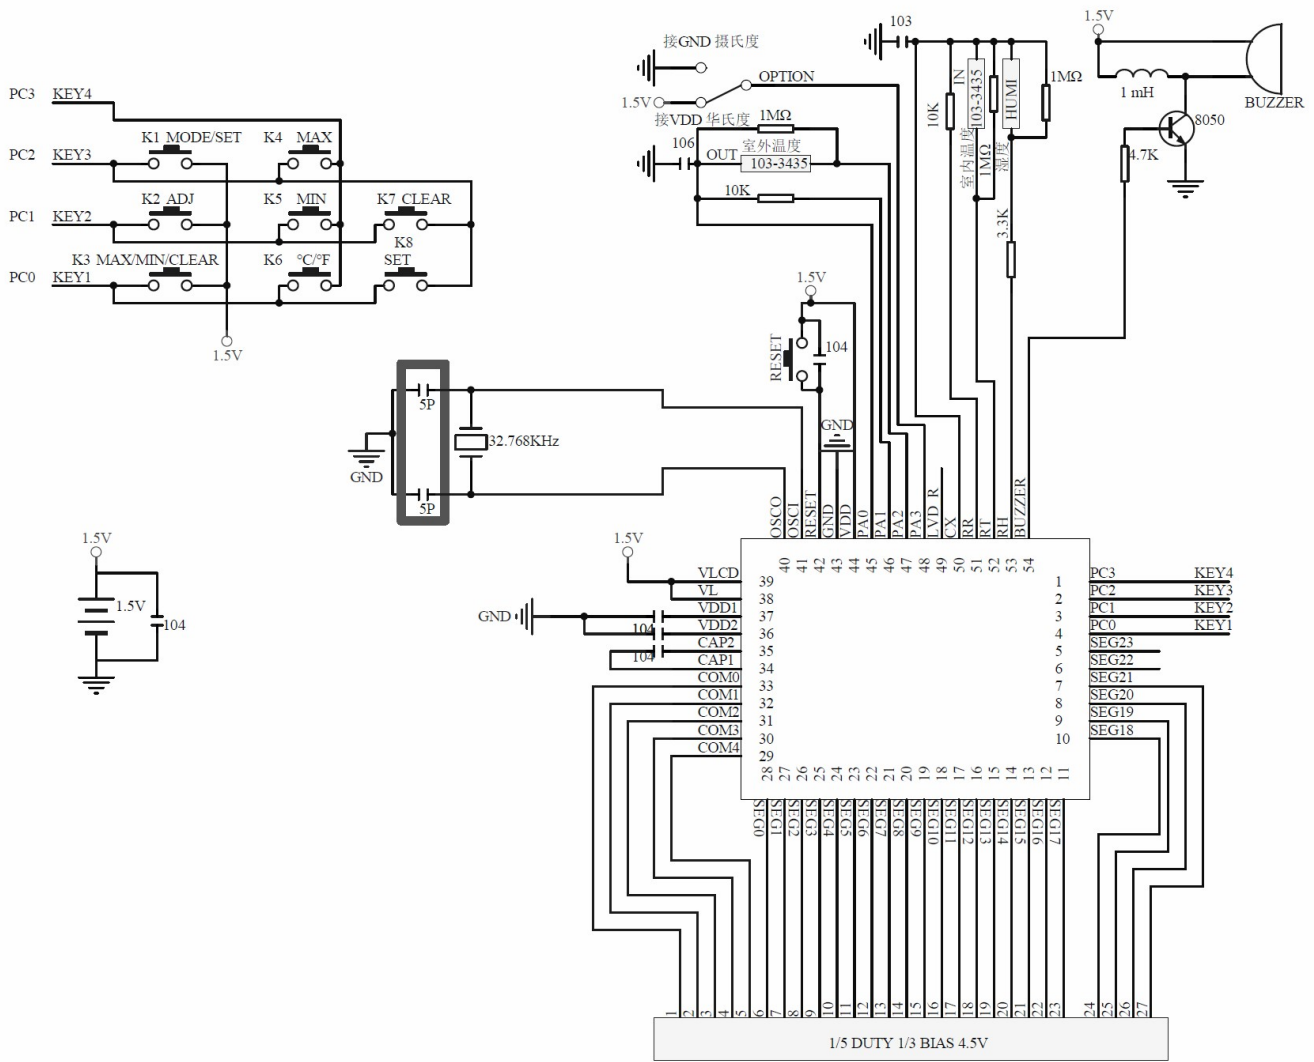 1.5V
103
接GND 摄氏度
OPTION
1.5V
接VDD 华氏度
1MΩ
室外温度
106
OUT
103-3435
10K
10K
IN
103-3435
室内温度
1MΩ
HUMI
湿度
1MΩ
3.3K
1 mH
BUZZER
8050
4.7K
PC3 KEY4
K1 MODE/SET
K4 MAX
PC2 KEY3
K2 ADJ
K5 MIN
K7 CLEAR
PC1 KEY2
K8
K3 MAX/MIN/CLEAR
K6 °C/°F
SET
PC0 KEY1
1.5V
1.5V
RESET
104
GND
5P
32.768KHz
GND
5P
OSCO
OSCI
RESET
GND
VDD
PA0
PA1
PA2
PA3
LVD_R
CX
RR
RT
RH
BUZZER
40 41 42 43 44 45 46 47 48 49 50 51 52 53 54
1.5V
1.5V
104
1.5V
VLCD 39
VL 38
GND
VDD1 37
104
VDD2 36
104
CAP2 35
CAP1 34
COM0 33
COM1 32
COM2 31
COM3 30
COM4 29
1 PC3 KEY4
2 PC2 KEY3
3 PC1 KEY2
4 PC0 KEY1
5 SEG23
6 SEG22
7 SEG21
8 SEG20
9 SEG19
10 SEG18
28 27 26 25 24 23 22 21 20 19 18 17 16 15 14 13 12 11
SEG0
SEG1
SEG2
SEG3
SEG4
SEG5
SEG6
SEG7
SEG8
SEG9
SEG10
SEG11
SEG12
SEG13
SEG14
SEG15
SEG16
SEG17
1 2 3 4 5 6 7 8 9 10 11 12 13 14 15 16 17 18 19 20 21 22 23 24 25 26 27
1/5 DUTY 1/3 BIAS 4.5V